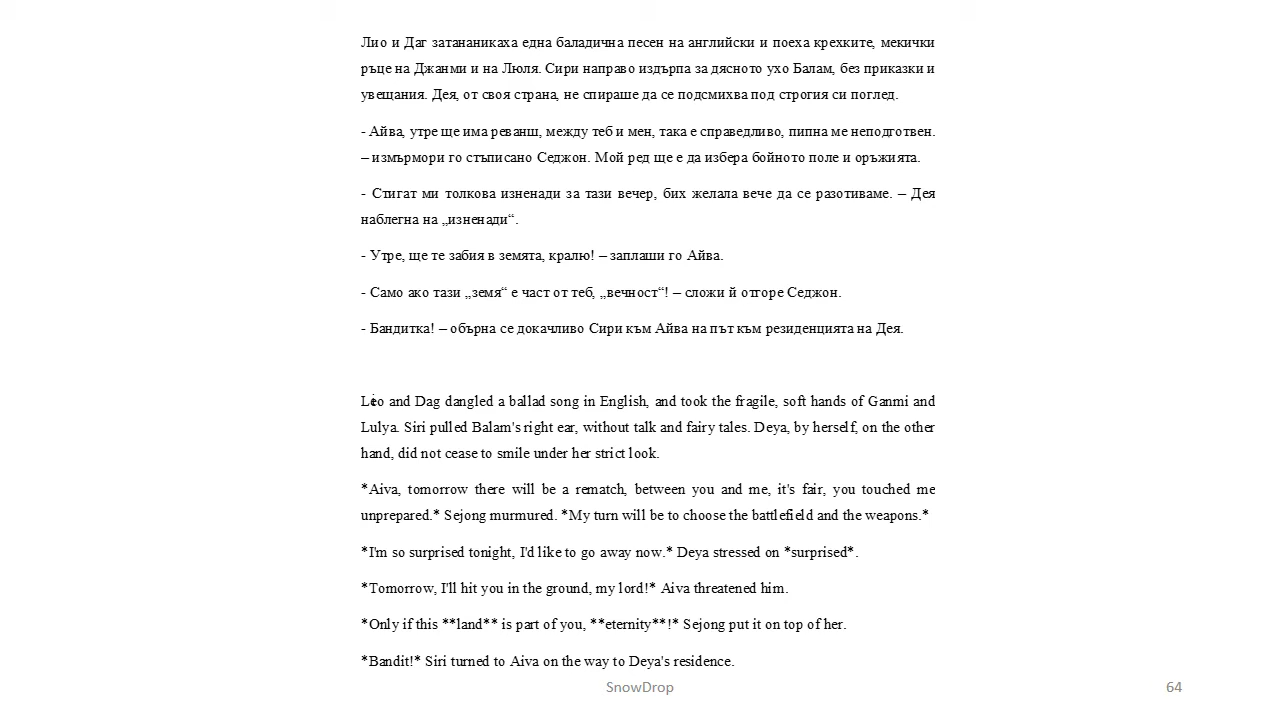 Лио и Даг затананикаха една баладична песен на английски и поеха крехките, мекички
ръце на Джанми и на Люля. Сири направо издърпа за дясното ухо Балам, без приказки и
увещания. Дея, от своя страна, не спираше да се подсмихва под строгия си поглед.
- Айва, утре ще има реванш, между теб и мен, така е справедливо, пипна ме неподготвен.
– измърмори го стъписано Седжон. Мой ред ще е да избера бойното поле и оръжията.
- Стигат ми толкова изненади за тази вечер, бих желала вече да се разотиваме. – Дея
наблегна на „изненади“.
- Утре, ще те забия в земята, кралю! – заплаши го Айва.
- Само ако тази „земя“ е част от теб, „вечност“! – сложи й отгоре Седжон.
- Бандитка! – обърна се докачливо Сири към Айва на път към резиденцията на Дея.
Leo and Dag dangled a ballad song in English, and took the fragile, soft hands of Ganmi and
Lulya. Siri pulled Balam's right ear, without talk and fairy tales. Deya, by herself, on the other
hand, did not cease to smile under her strict look.
*Aiva, tomorrow there will be a rematch, between you and me, it's fair, you touched me
unprepared.* Sejong murmured. *My turn will be to choose the battlefield and the weapons.*
*I'm so surprised tonight, I'd like to go away now.* Deya stressed on *surprised*.
*Tomorrow, I'll hit you in the ground, my lord!* Aiva threatened him.
*Only if this **land** is part of you, **eternity**!* Sejong put it on top of her.
*Bandit!* Siri turned to Aiva on the way to Deya's residence.
SnowDrop
64